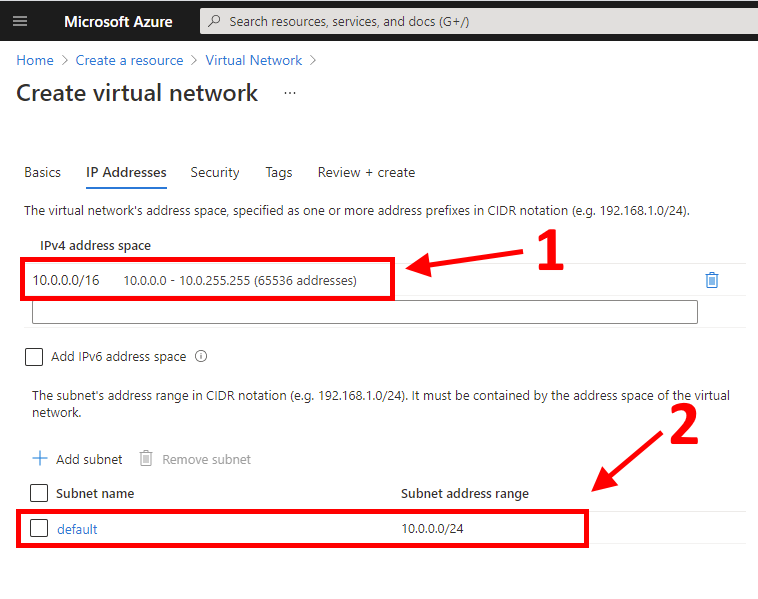 Microsoft Azure
Search resources, services, and docs (G+/)
Home > Create a resource > Virtual Network >
Create virtual network ...
Basics IP Addresses Security Tags Review + create
The virtual network's address space, specified as one or more address prefixes in CIDR notation (e.g. 192.168.1.0/24).
IPv4 address space
1
10.0.0.0/16 10.0.0.0 - 10.0.255.255 (65536 addresses)
Add IPv6 address space
The subnet's address range in CIDR notation (e.g. 192.168.1.0/24). It must be contained by the address space of the virtual
network.
2
+ Add subnet Remove subnet
Subnet name Subnet address range
default 10.0.0.0/24